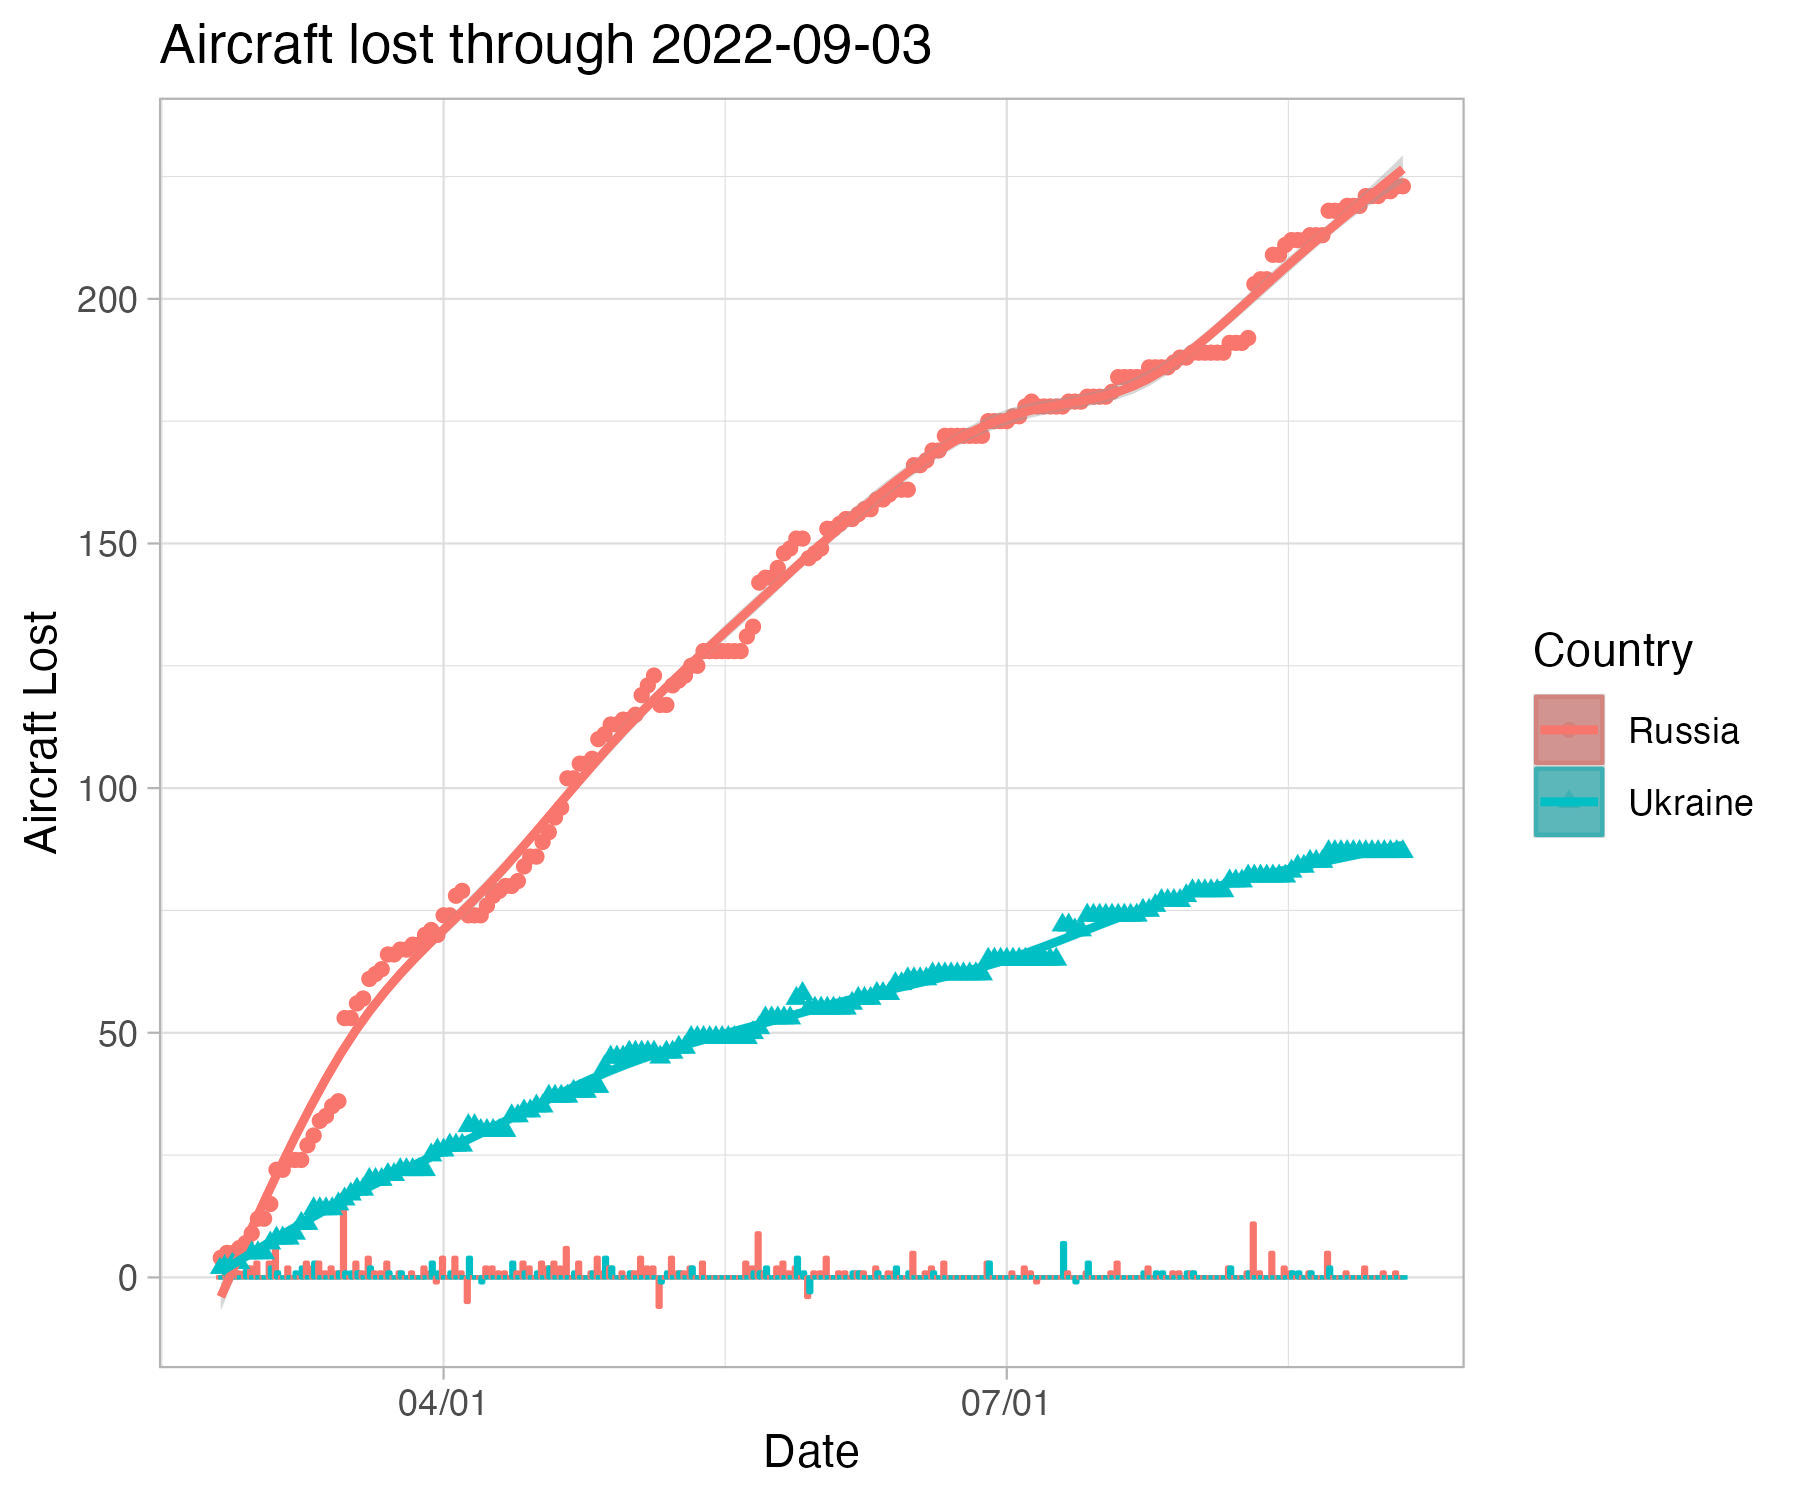 Aircraft lost through 2022-09-03
Aircraft Lost
200
150
100
50
0
04/01
07/01
Date
Country
Russia
Ukraine